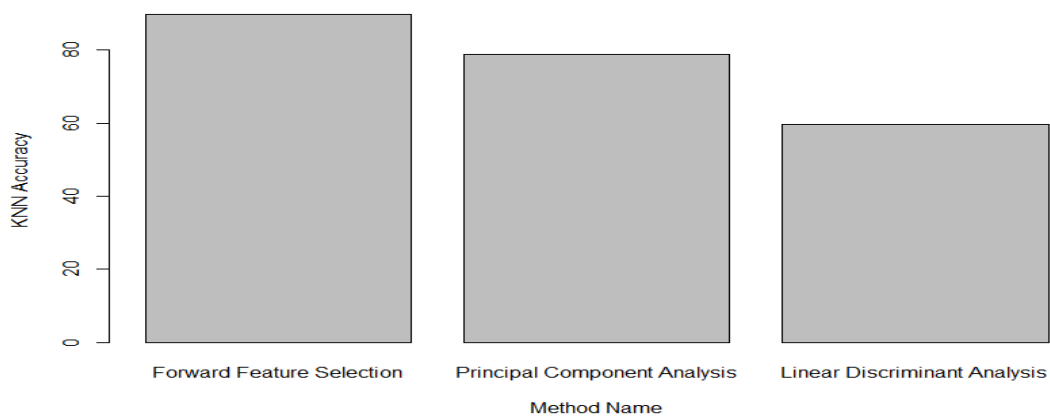 KNN Accuracy
80
60
40
20
0
Forward Feature Selection
Principal Component Analysis
Linear Discriminant Analysis
Method Name